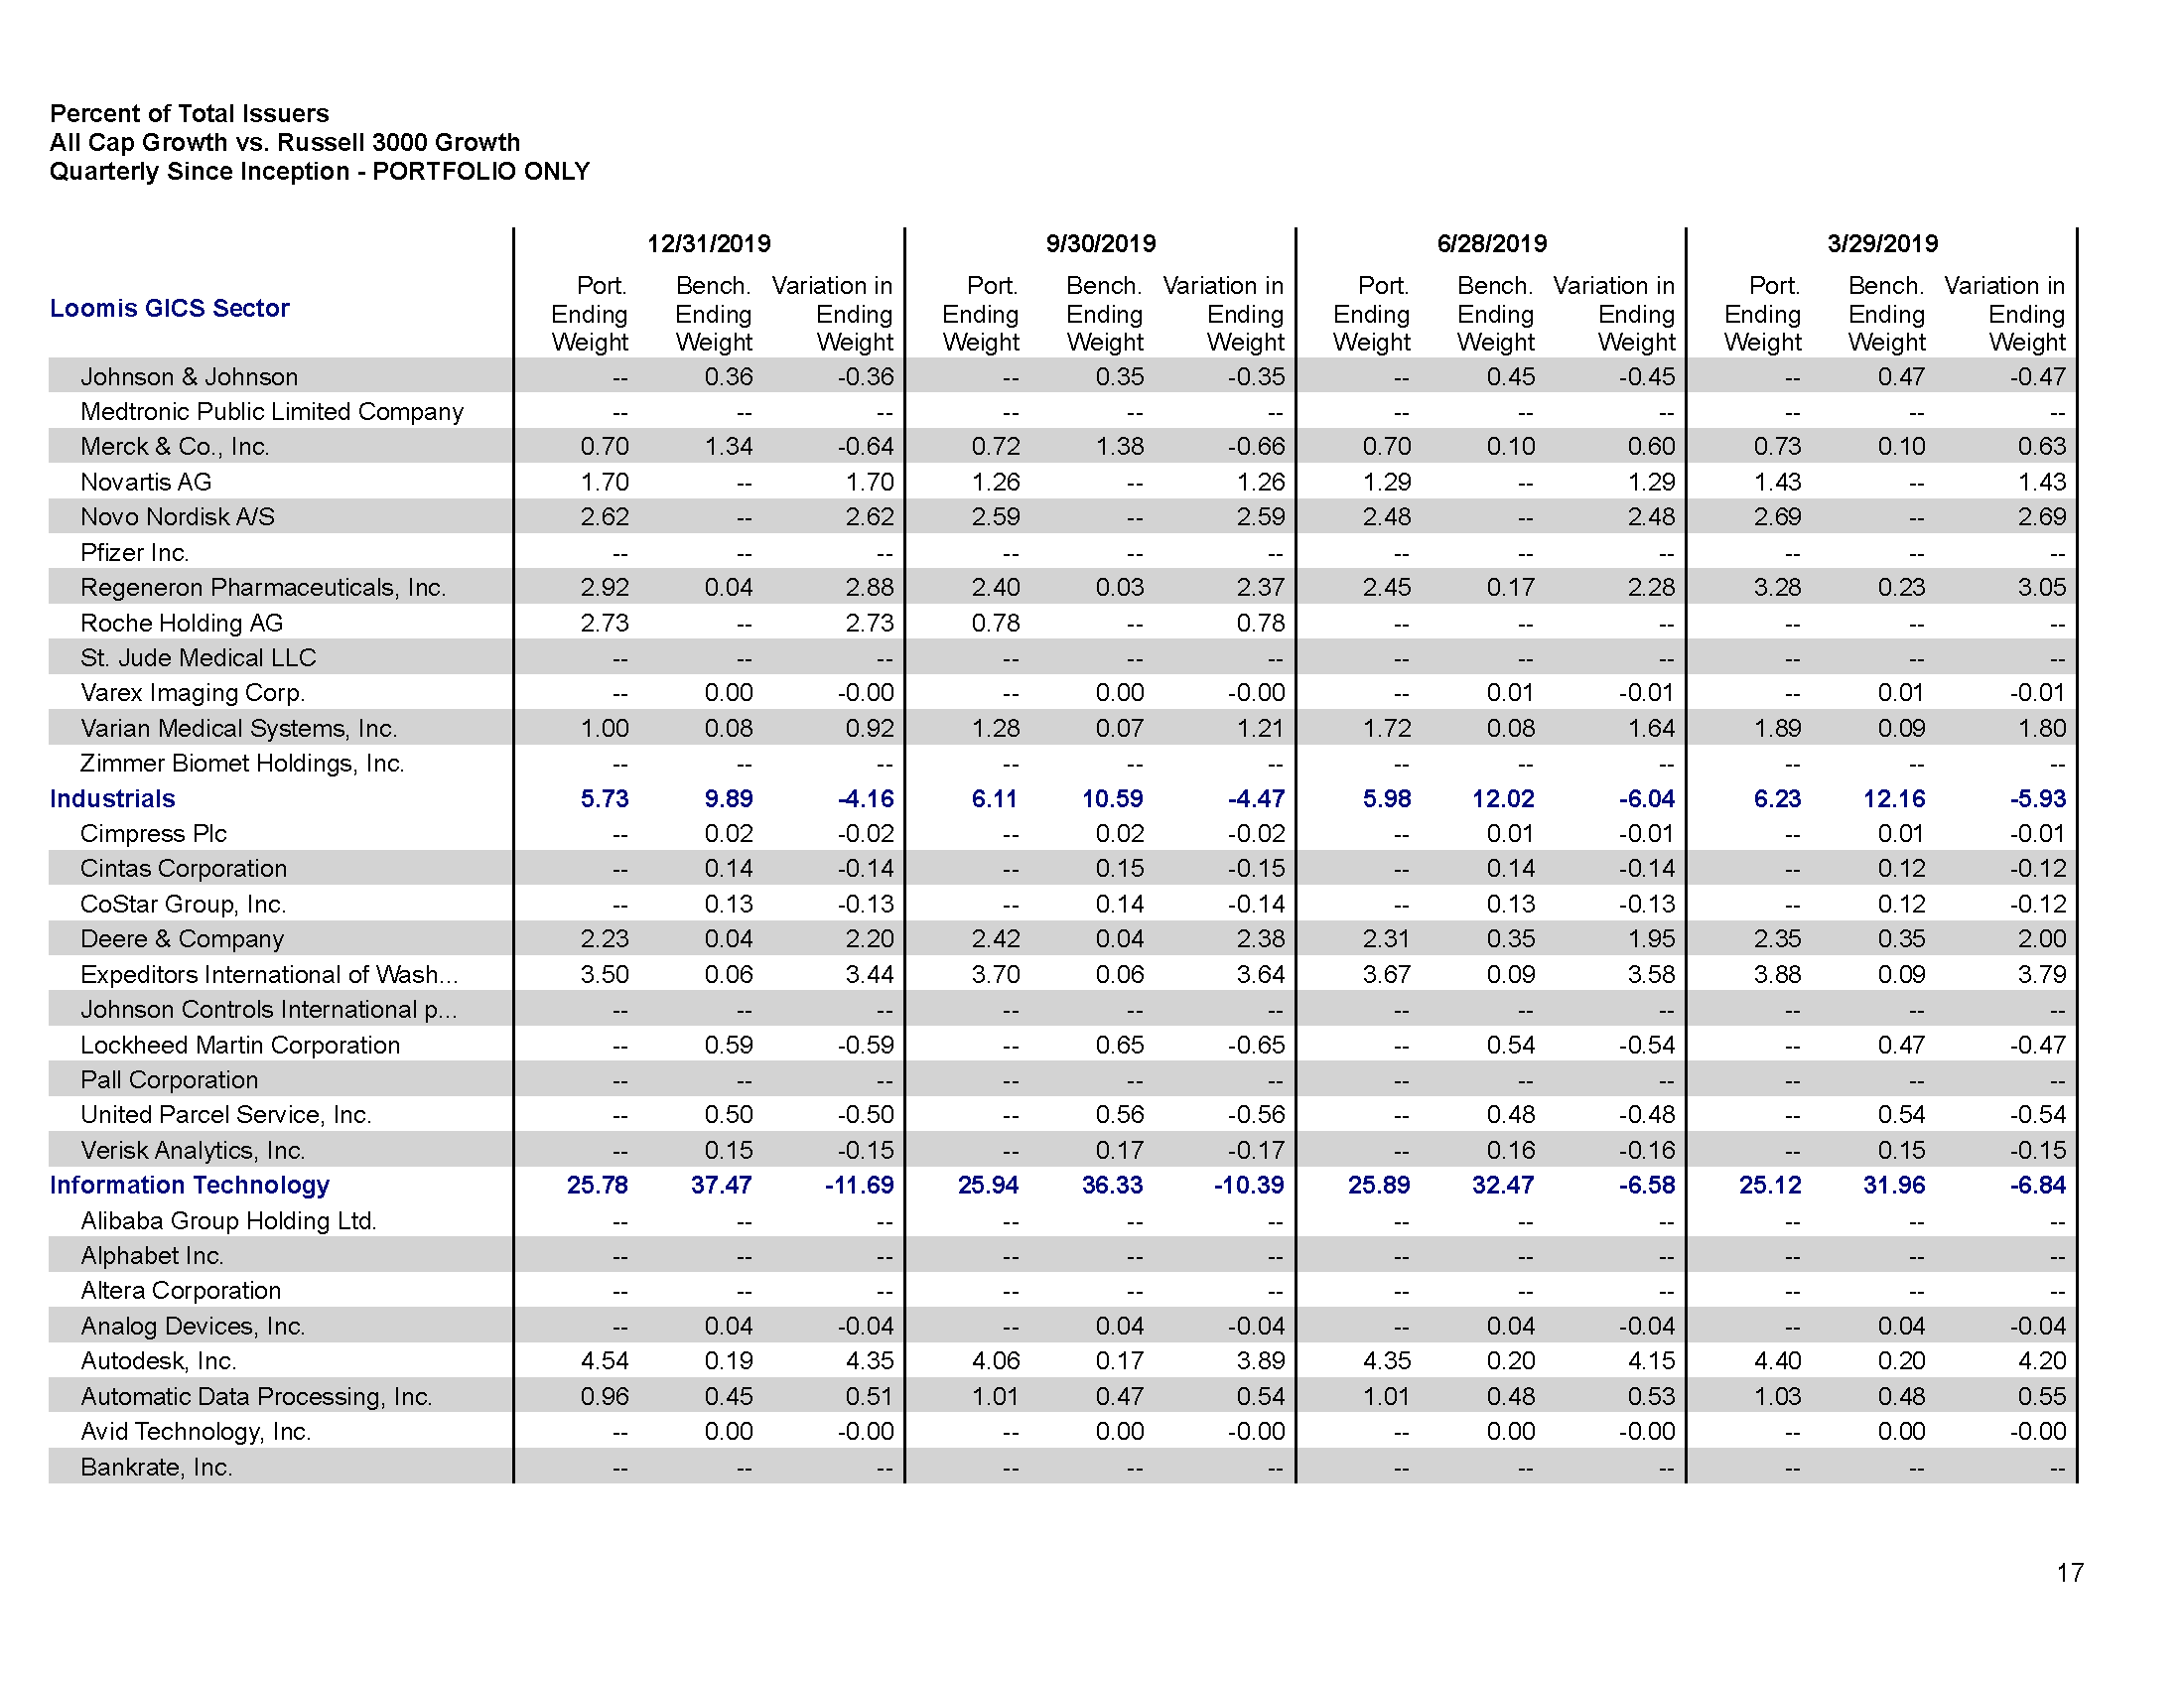 Percent of Total Issuers
All Cap Growth vs. Russell 3000 Growth
Quarterly Since Inception - PORTFOLIO ONLY
12/31/2019 9/30/2019 6/28/2019 3/29/2019
Loomis GICS Sector
Port. Bench. Variation in Port. Bench. Variation in Port. Bench. Variation in Port. Bench. Variation in
Ending Ending Ending Ending Ending Ending Ending Ending Ending Ending Ending Ending
Weight Weight Weight Weight Weight Weight Weight Weight Weight Weight Weight Weight
Johnson & Johnson -- 0.36 -0.36 -- 0.35 -0.35 -- 0.45 -0.45 -- 0.47 -0.47
Medtronic Public Limited Company -- -- -- -- -- -- -- -- -- -- -- --
Merck & Co., Inc. 0.70 1.34 -0.64 0.72 1.38 -0.66 0.70 0.10 0.60 0.73 0.10 0.63
Novartis AG 1.70 -- 1.70 1.26 -- 1.26 1.29 -- 1.29 1.43 -- 1.43
Novo Nordisk A/S 2.62 -- 2.62 2.59 -- 2.59 2.48 -- 2.48 2.69 -- 2.69
Pfizer Inc. -- -- -- -- -- -- -- -- -- -- -- --
Regeneron Pharmaceuticals, Inc. 2.92 0.04 2.88 2.40 0.03 2.37 2.45 0.17 2.28 3.28 0.23 3.05
Roche Holding AG 2.73 -- 2.73 0.78 -- 0.78 -- -- -- -- -- --
St. Jude Medical LLC -- -- -- -- -- -- -- -- -- -- -- --
Varex Imaging Corp. -- 0.00 -0.00 -- 0.00 -0.00 -- 0.01 -0.01 -- 0.01 -0.01
Varian Medical Systems, Inc. 1.00 0.08 0.92 1.28 0.07 1.21 1.72 0.08 1.64 1.89 0.09 1.80
Zimmer Biomet Holdings, Inc. -- -- -- -- -- -- -- -- -- -- -- --
Industrials 5.73 9.89 -4.16 6.11 10.59 -4.47 5.98 12.02 -6.04 6.23 12.16 -5.93
Cimpress Plc -- 0.02 -0.02 -- 0.02 -0.02 -- 0.01 -0.01 -- 0.01 -0.01
Cintas Corporation -- 0.14 -0.14 -- 0.15 -0.15 -- 0.14 -0.14 -- 0.12 -0.12
CoStar Group, Inc. -- 0.13 -0.13 -- 0.14 -0.14 -- 0.13 -0.13 -- 0.12 -0.12
Deere & Company 2.23 0.04 2.20 2.42 0.04 2.38 2.31 0.35 1.95 2.35 0.35 2.00
Expeditors International of Wash... 3.50 0.06 3.44 3.70 0.06 3.64 3.67 0.09 3.58 3.88 0.09 3.79
Johnson Controls International p... -- -- -- -- -- -- -- -- -- -- -- --
Lockheed Martin Corporation -- 0.59 -0.59 -- 0.65 -0.65 -- 0.54 -0.54 -- 0.47 -0.47
Pall Corporation -- -- -- -- -- -- -- -- -- -- -- --
United Parcel Service, Inc. -- 0.50 -0.50 -- 0.56 -0.56 -- 0.48 -0.48 -- 0.54 -0.54
Verisk Analytics, Inc. -- 0.15 -0.15 -- 0.17 -0.17 -- 0.16 -0.16 -- 0.15 -0.15
Information Technology 25.78 37.47 -11.69 25.94 36.33 -10.39 25.89 32.47 -6.58 25.12 31.96 -6.84
Alibaba Group Holding Ltd. -- -- -- -- -- -- -- -- -- -- -- --
Alphabet Inc. -- -- -- -- -- -- -- -- -- -- -- --
Altera Corporation -- -- -- -- -- -- -- -- -- -- -- --
Analog Devices, Inc. -- 0.04 -0.04 -- 0.04 -0.04 -- 0.04 -0.04 -- 0.04 -0.04
Autodesk, Inc. 4.54 0.19 4.35 4.06 0.17 3.89 4.35 0.20 4.15 4.40 0.20 4.20
Automatic Data Processing, Inc. 0.96 0.45 0.51 1.01 0.47 0.54 1.01 0.48 0.53 1.03 0.48 0.55
Avid Technology, Inc. -- 0.00 -0.00 -- 0.00 -0.00 -- 0.00 -0.00 -- 0.00 -0.00
Bankrate, Inc. -- -- -- -- -- -- -- -- -- -- -- --
17